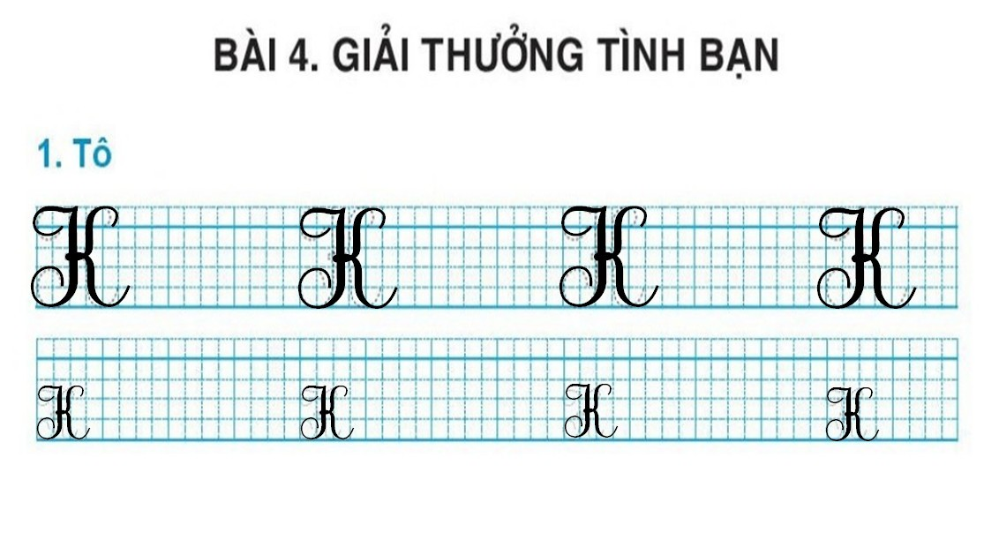 BÀI 4. GIẢI THƯỞNG TÌNH BẠN
1. Tô
K K K K
K K K K